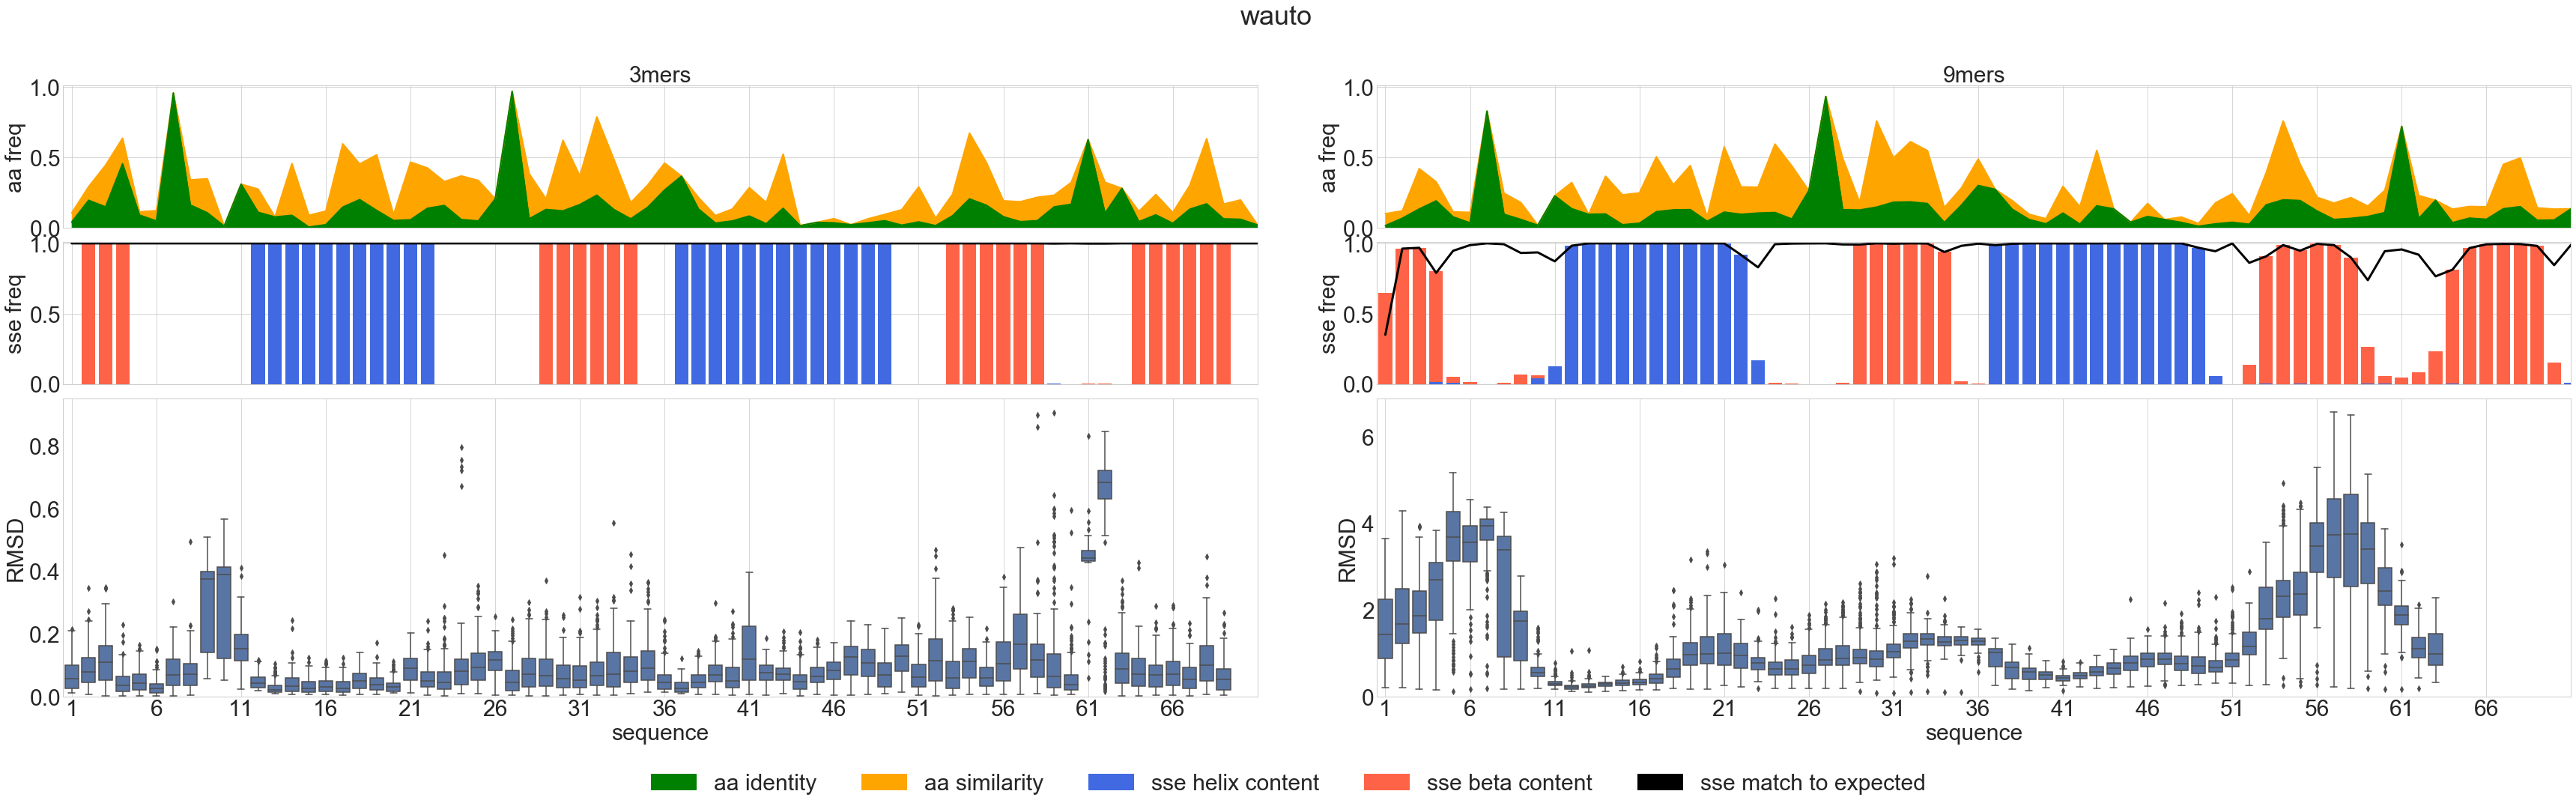 wauto
3mers 9mers
1.0 1.0
aa freq aa freq
0.5 0.5
0.0 0.0
1.0 1.0
sse freq sse freq
0.5 0.5
0.0 0.0
0.8 6
0.6 4
RMSD RMSD
0.4 2
0.2
0.0 0
1 6 11 16 21 26 31 36 41 46 51 56 61 66 1 6 11 16 21 26 31 36 41 46 51 56 61 66
sequence sequence
aa identity aa similarity sse helix content sse beta content sse match to expected